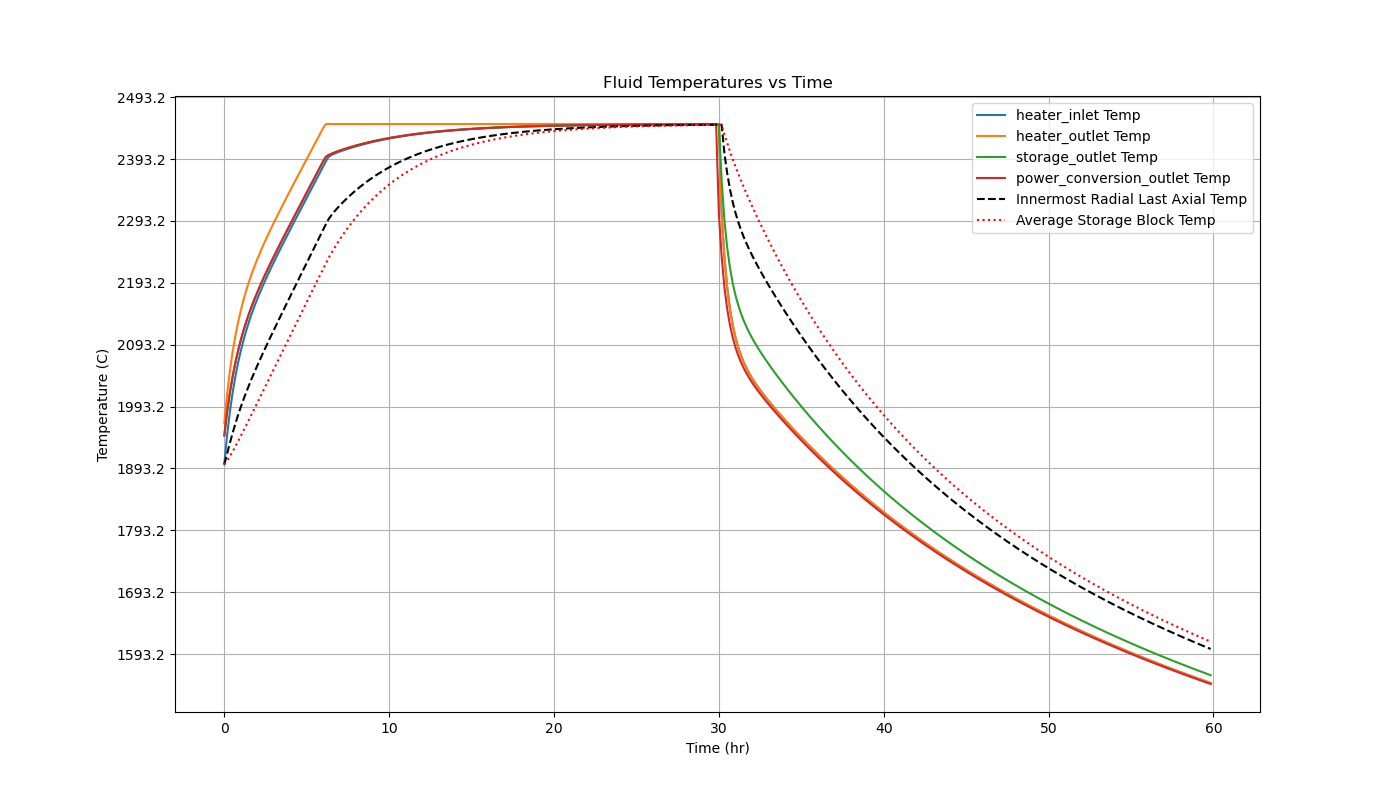 Fluid Temperatures vs Time
2493.2
2393.2
2293.2
2193.2
2093.2
1993.2
1893.2
1793.2
1693.2
1593.2
Temperature (C)
heater_inlet Temp
heater_outlet Temp
storage_outlet Temp
power_conversion_outlet Temp
Innermost Radial Last Axial Temp
Average Storage Block Temp
0
10
20
30
40
50
60
Time (hr)